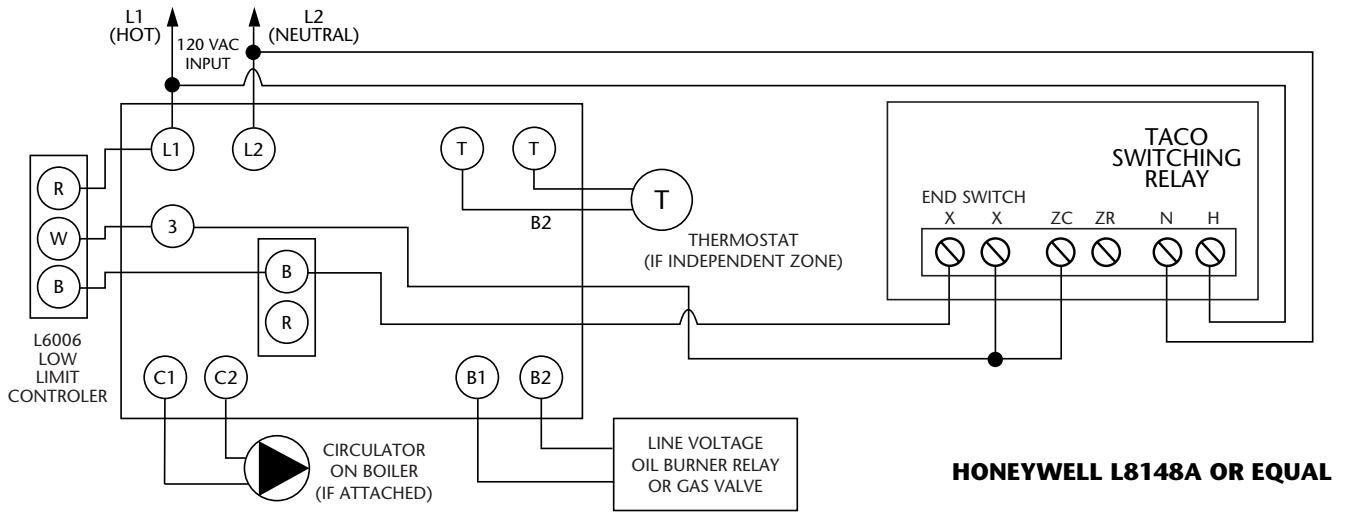 L1
(HOT)
120 VAC
INPUT
L2
(NEUTRAL)
L1
L2
T
T
T
B2
THERMOSTAT
(IF INDEPENDENT ZONE)
TACO
SWITCHING
RELAY
END SWITCH
X
X
ZC
ZR
N
H
R
W
B
3
B
R
L6006
LOW
LIMIT
CONTROLER
C1
C2
B1
B2
CIRCULATOR
ON BOILER
(IF ATTACHED)
LINE VOLTAGE
OIL BURNER RELAY
OR GAS VALVE
HONEYWELL L8148A OR EQUAL